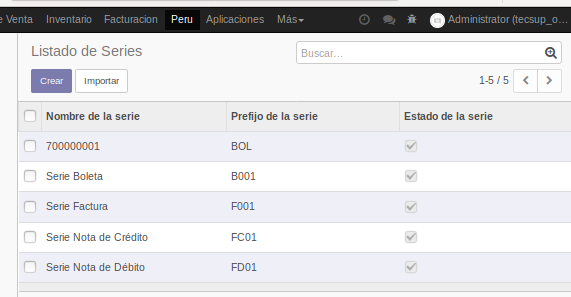 e Venta Inventario Facturacion Peru Aplicaciones Más Administrator (tecsup_o...
Listado de Series
Buscar...
Crear Importar 1-5 / 5
Nombre de la serie Prefijo de la serie Estado de la serie
700000001 BOL
Serie Boleta B001
Serie Factura F001
Serie Nota de Crédito FC01
Serie Nota de Débito FD01